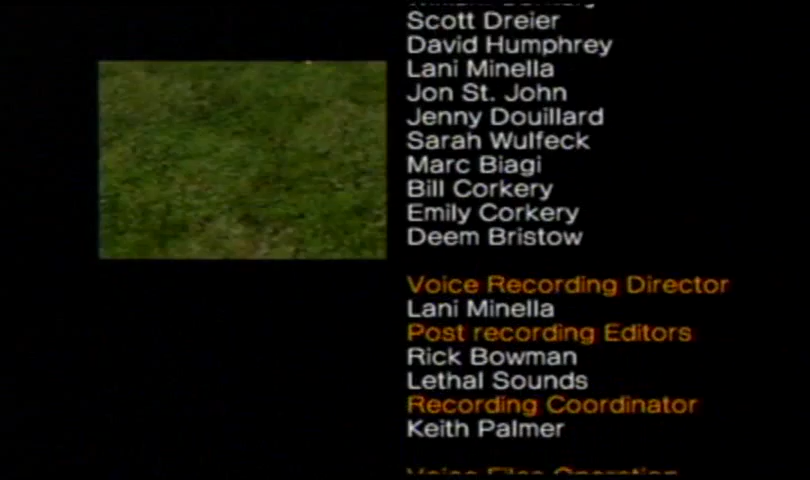 Scott Dreier
David Humphrey
Lani Minella
Jon St. John
Jenny Douillard
Sarah Wulfeck
Marc Biagi
Bill Corkery
Emily Corkery
Deem Bristow
Voice Recording Director
Lani Minella
Post recording Editors
Rick Bowman
Lethal Sounds
Recording Coordinator
Keith Palmer